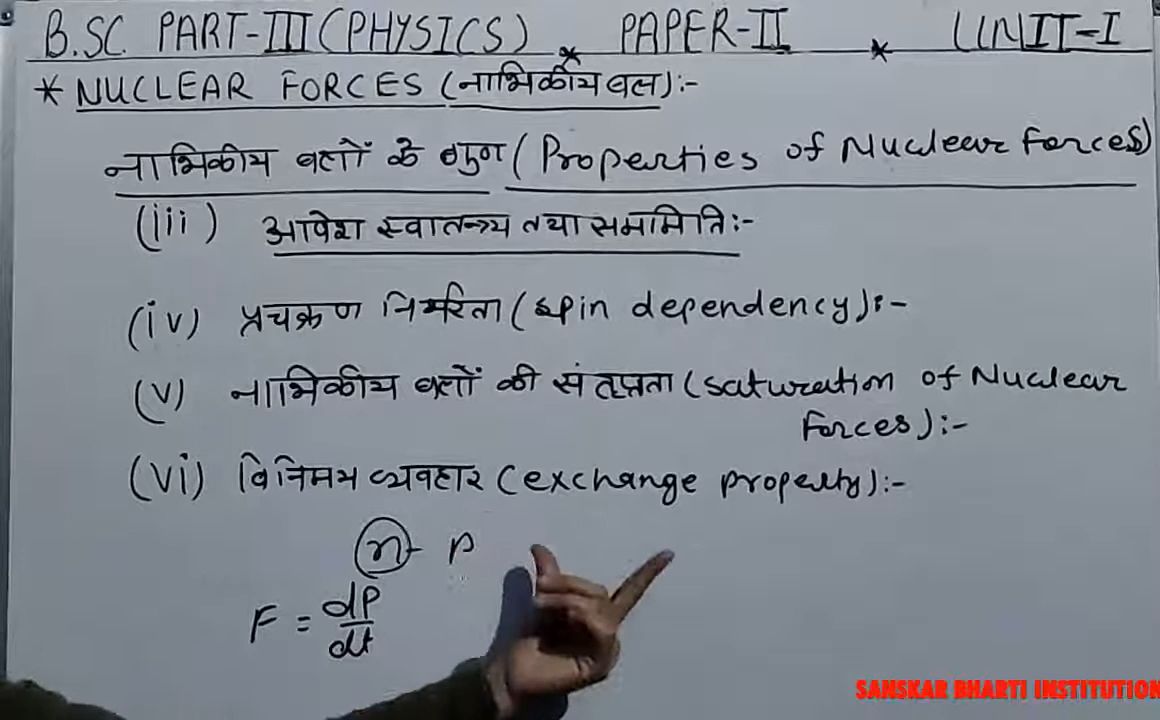 B.SC PART-III (PHYSICS) * PAPER-II * UNIT-I
* NUCLEAR FORCES (नाभिकीय बल) :-
नाभिकीय बलों के गुण (Properties of Nuclear Forces)
(iii) आवेश स्वातन्त्र्य तथा सममिति :-
(iv) प्रचक्रण निर्भरता (spin dependency) :-
(v) नाभिकीय बलों की संतृप्तता (saturation of Nuclear
Forces) :-
(vi) विनिमय व्यवहार (exchange property) :-
n - p
F = dP/dt
SANSKAR BHARTI INSTITUTION